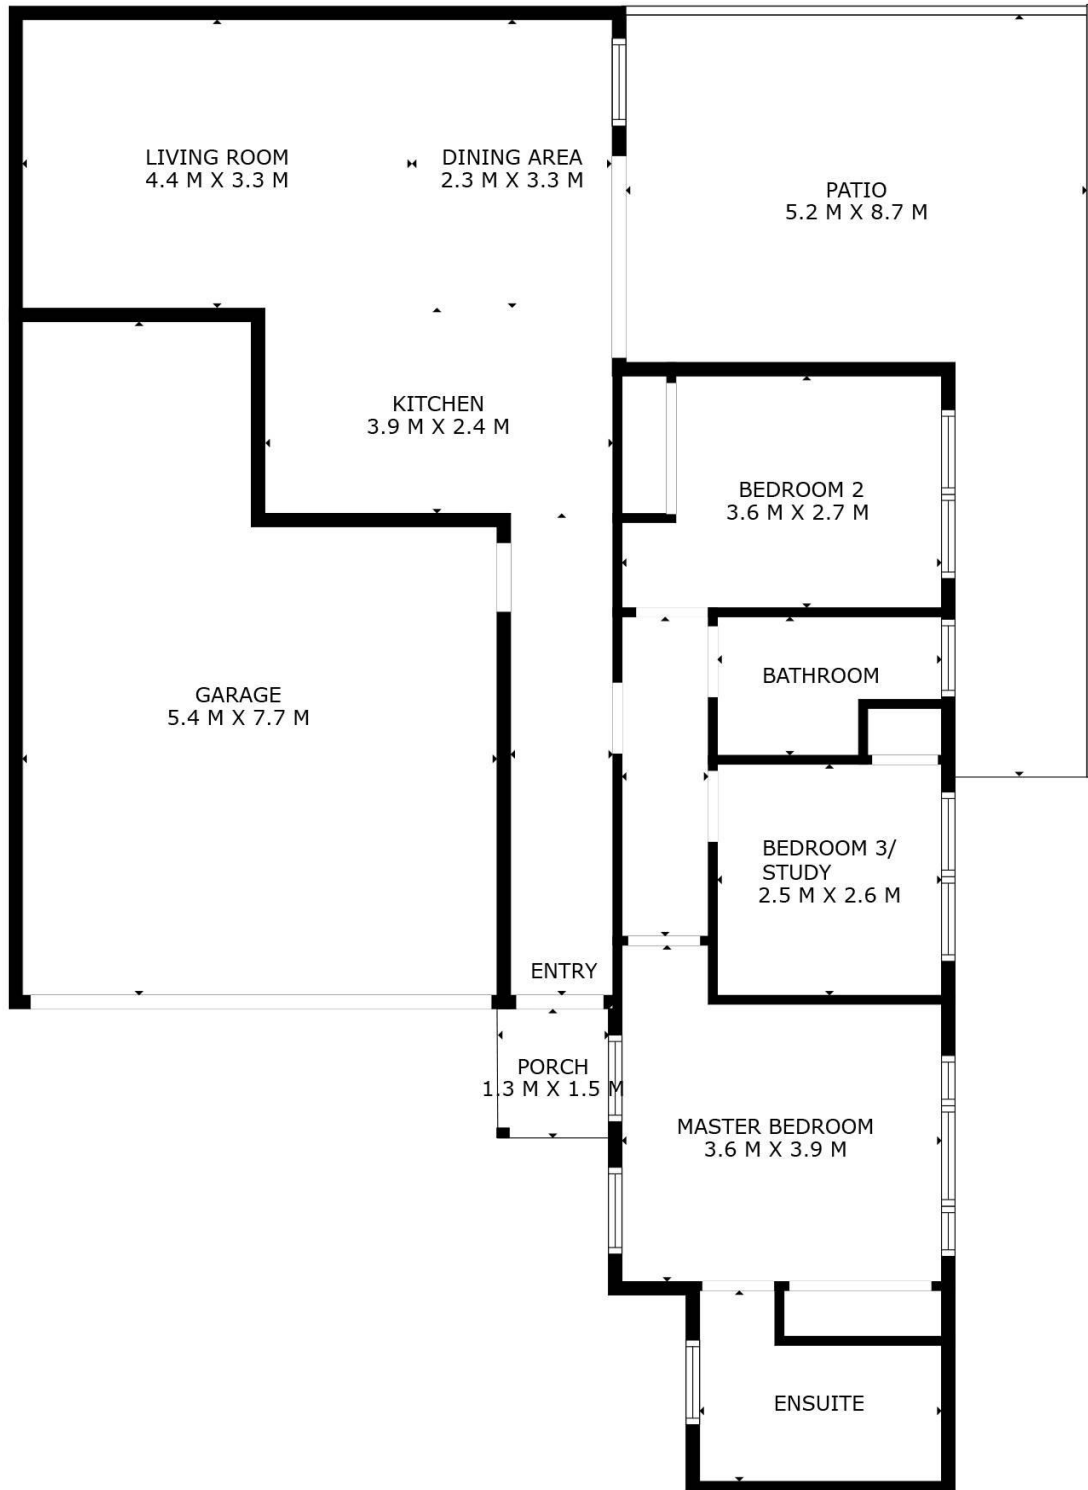 LIVING ROOM
4.4 M X 3.3 M
DINING AREA
2.3 M X 3.3 M
PATIO
5.2 M X 8.7 M
KITCHEN
3.9 M X 2.4 M
BEDROOM 2
3.6 M X 2.7 M
BATHROOM
GARAGE
5.4 M X 7.7 M
BEDROOM 3/
STUDY
2.5 M X 2.6 M
ENTRY
PORCH
1.3 M X 1.5 M
MASTER BEDROOM
3.6 M X 3.9 M
ENSUITE